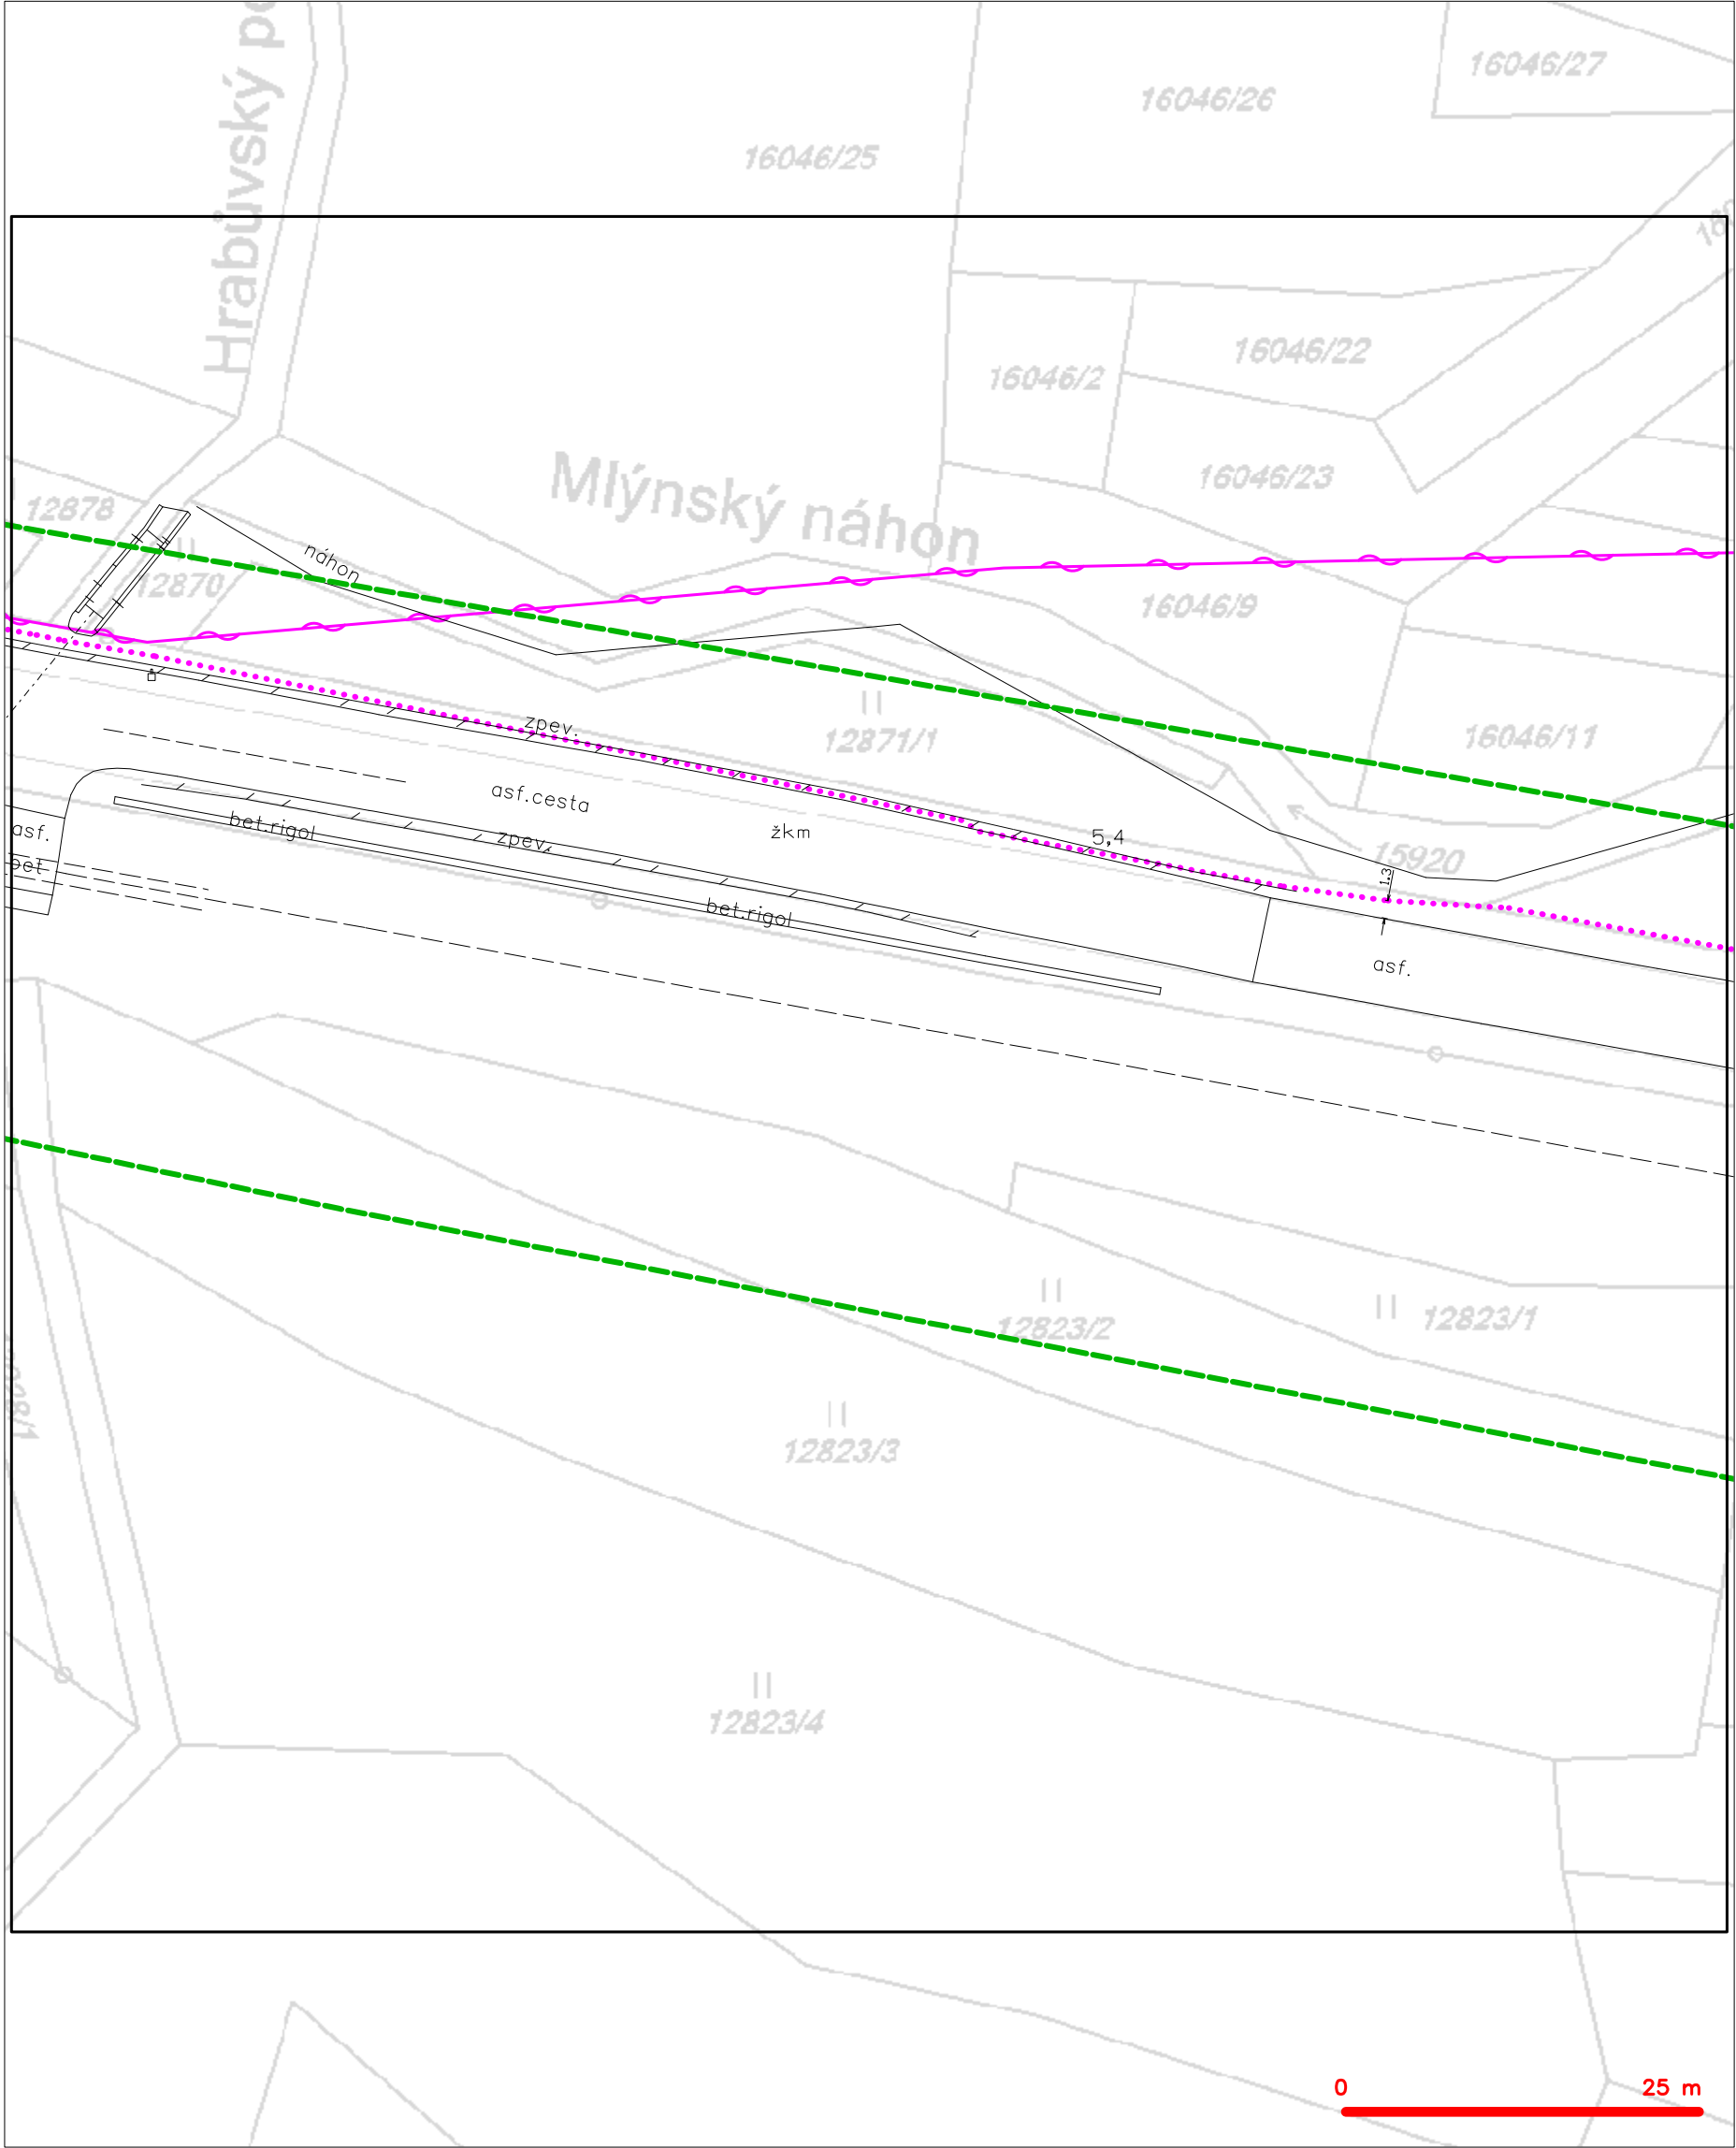 16046/27
16046/26
16046/25
Hrabůvský
16046/22
16046/2
16046/23
Mlýnský náhon
12878
náhon
12870
16046/9
zpev.
12871/1
16046/11
asf.cesta
bet.rigol
žkm
asf.
zpev.
5,4
15920
1.3
bet
bet.rigol
asf.
12823/2
12823/1
12823/3
12823/4
0
25 m